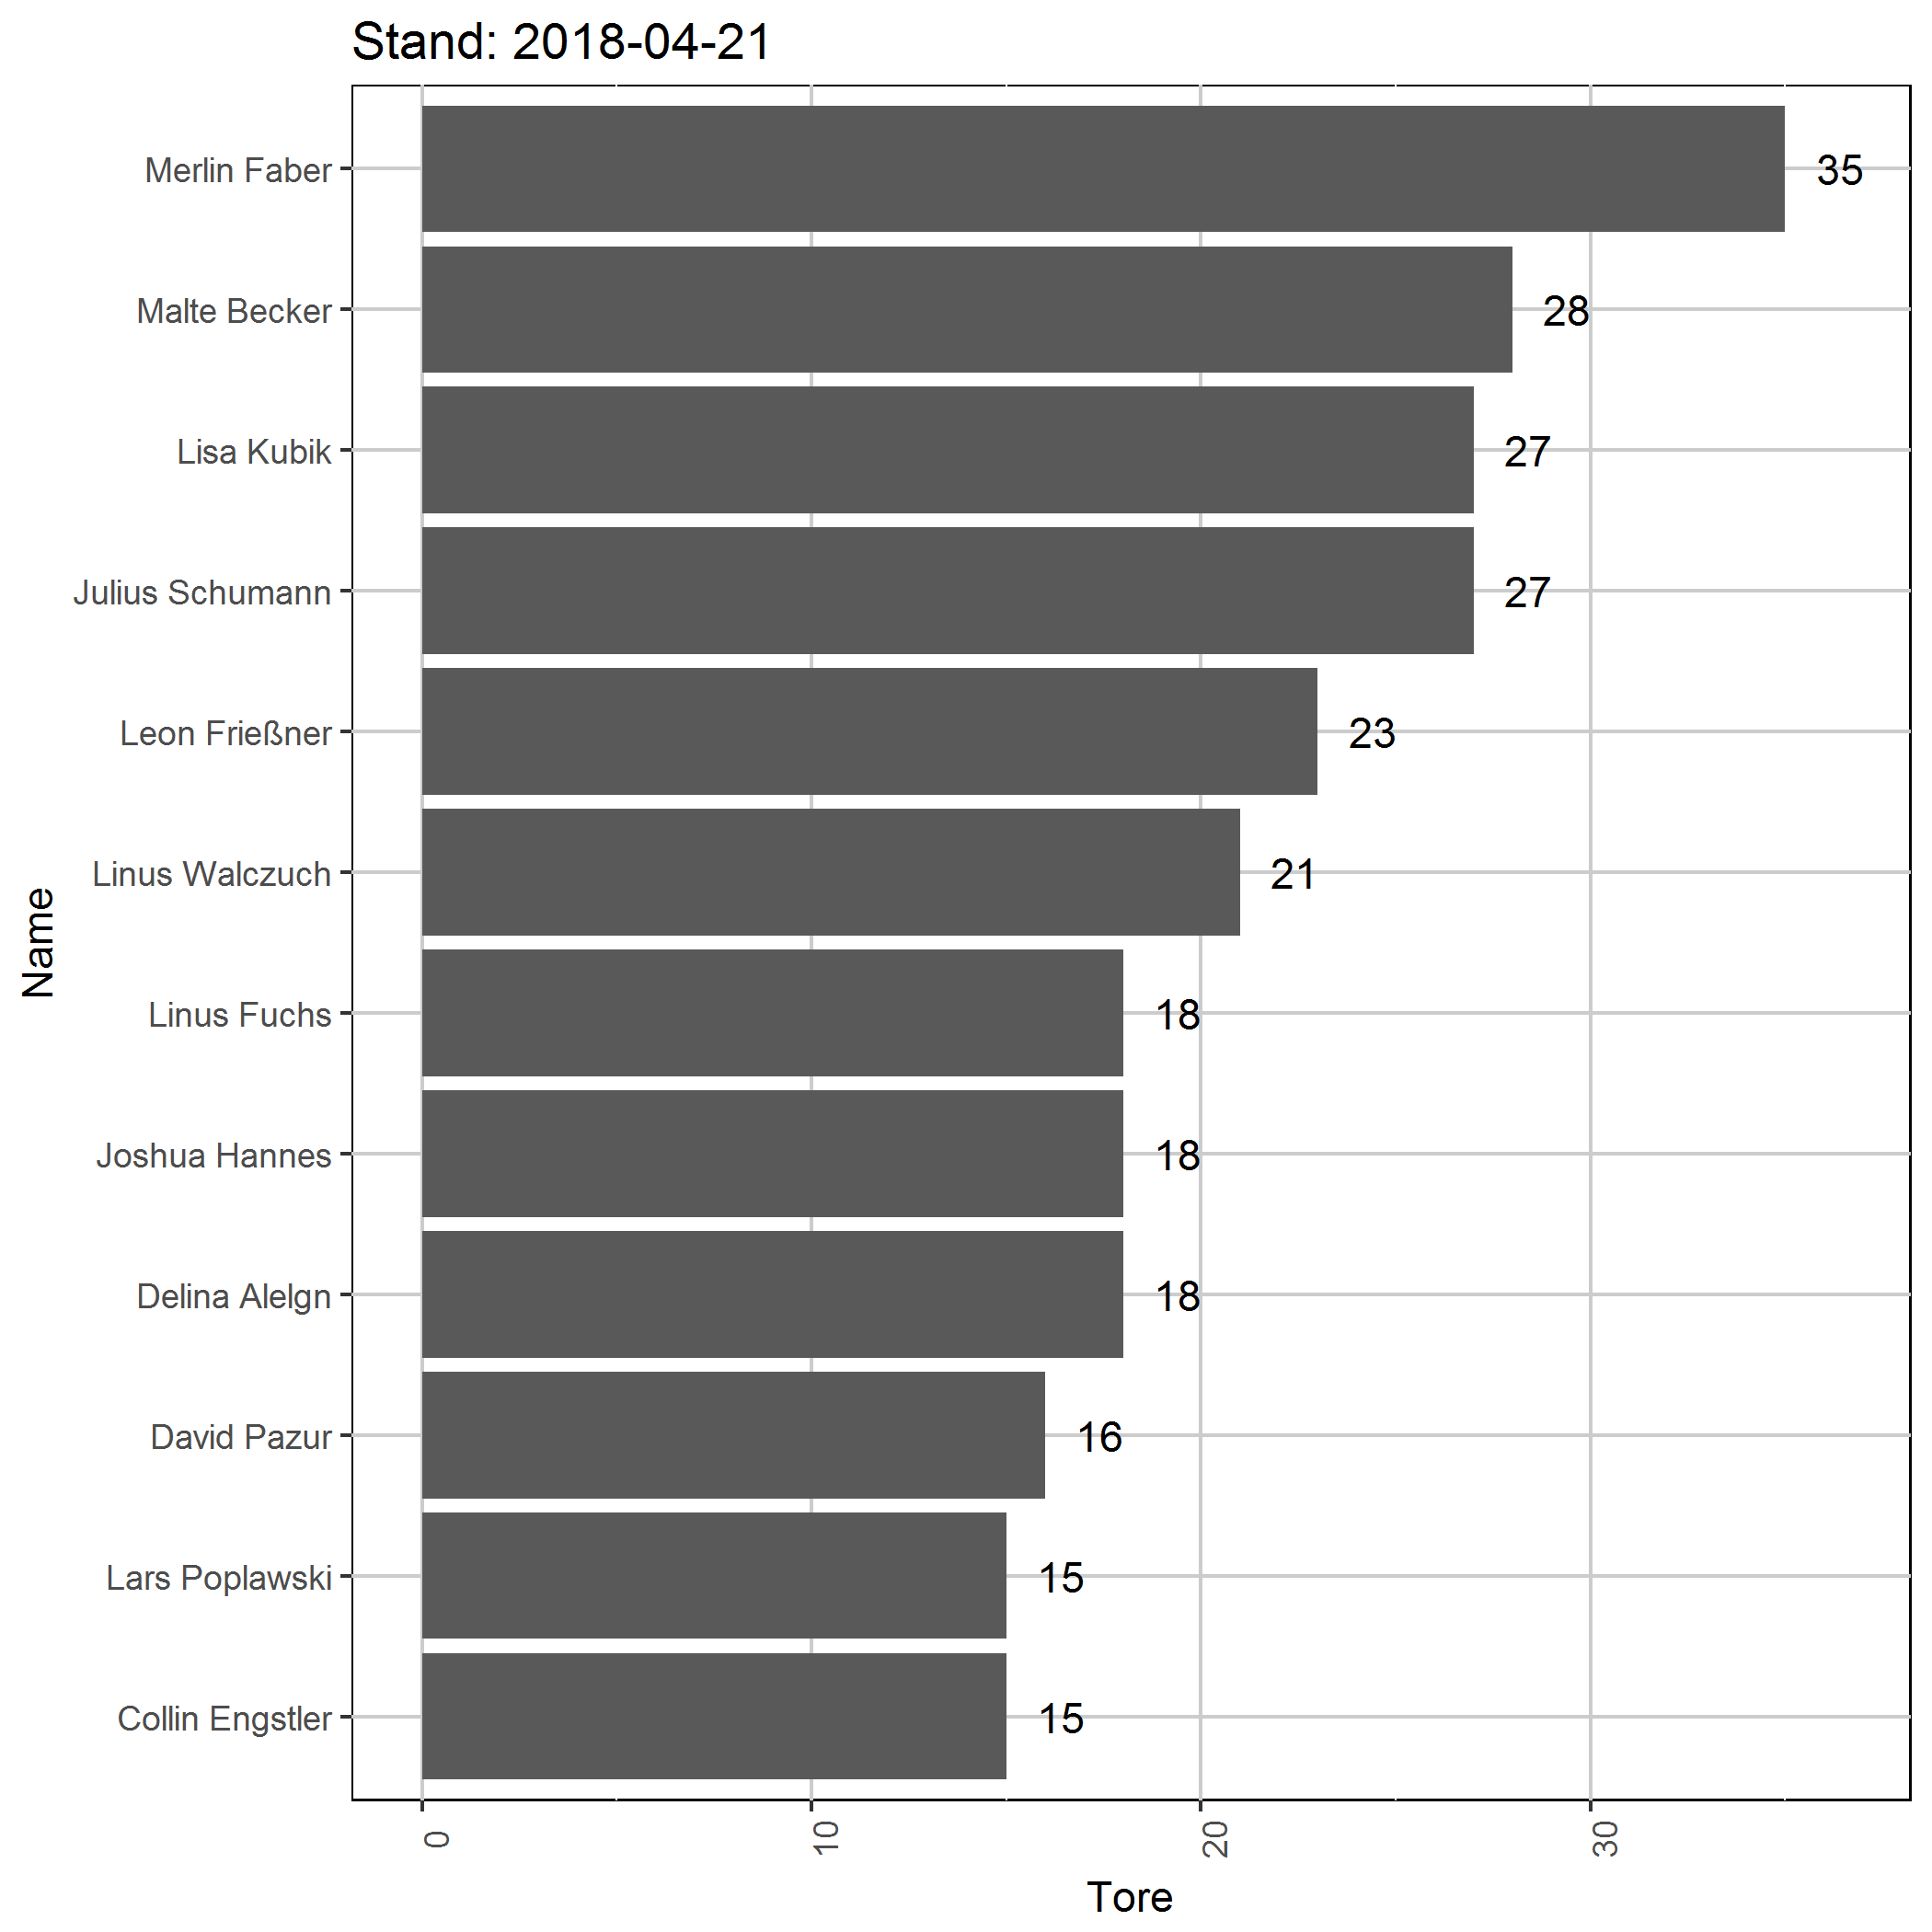 Stand: 2018-04-21
Name
Merlin Faber 35
Malte Becker 28
Lisa Kubik 27
Julius Schumann 27
Leon Frießner 23
Linus Walczuch 21
Linus Fuchs 18
Joshua Hannes 18
Delina Alelgn 18
David Pazur 16
Lars Poplawski 15
Collin Engstler 15
0 10 20 30
Tore